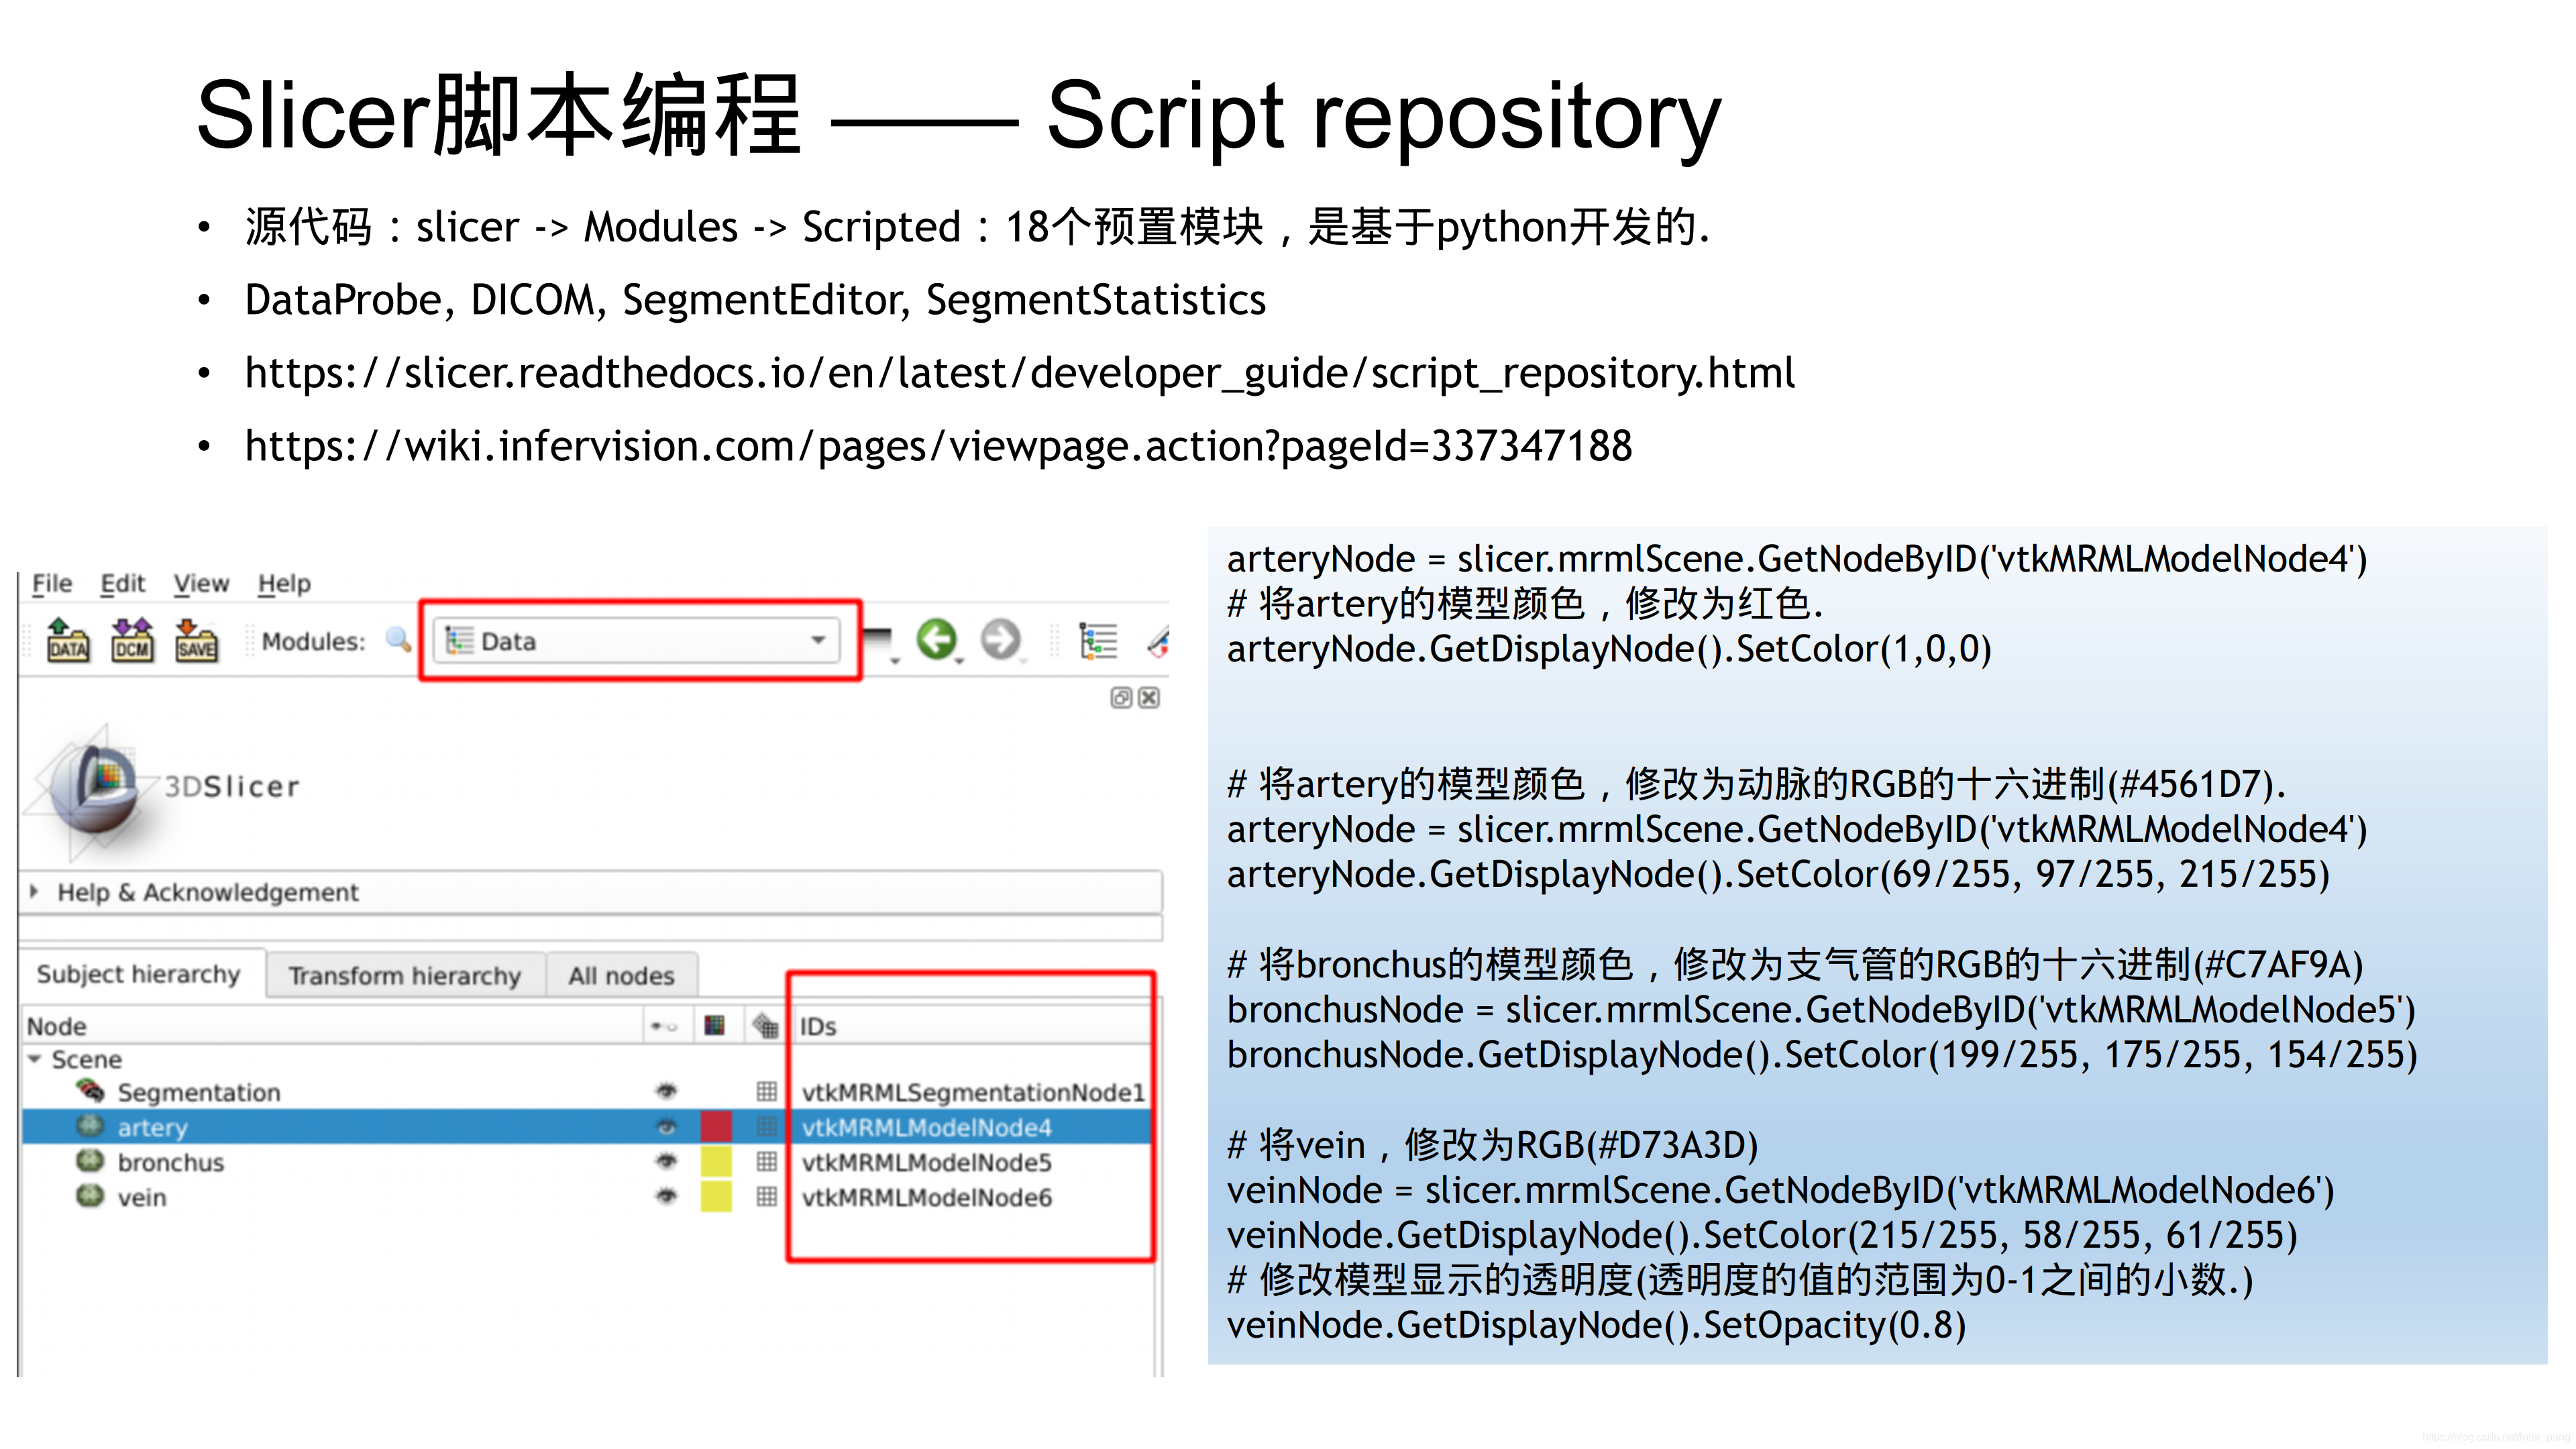 Slicer脚本编程 —— Script repository
• 源代码：slicer -> Modules -> Scripted：18个预置模块，是基于python开发的.
• DataProbe, DICOM, SegmentEditor, SegmentStatistics
• https://slicer.readthedocs.io/en/latest/developer_guide/script_repository.html
• https://wiki.infervision.com/pages/viewpage.action?pageId=337347188
File Edit View Help
DATA DCM SAVE Modules: Data
3DSlicer
Help & Acknowledgement
Subject hierarchy Transform hierarchy All nodes
Node IDs
Scene
Segmentation vtkMRMLSegmentationNode1
artery vtkMRMLModelNode4
bronchus vtkMRMLModelNode5
vein vtkMRMLModelNode6
arteryNode = slicer.mrmlScene.GetNodeByID('vtkMRMLModelNode4')
# 将artery的模型颜色，修改为红色.
arteryNode.GetDisplayNode().SetColor(1,0,0)
# 将artery的模型颜色，修改为动脉的RGB的十六进制(#4561D7).
arteryNode = slicer.mrmlScene.GetNodeByID('vtkMRMLModelNode4')
arteryNode.GetDisplayNode().SetColor(69/255, 97/255, 215/255)
# 将bronchus的模型颜色，修改为支气管的RGB的十六进制(#C7AF9A)
bronchusNode = slicer.mrmlScene.GetNodeByID('vtkMRMLModelNode5')
bronchusNode.GetDisplayNode().SetColor(199/255, 175/255, 154/255)
# 将vein，修改为RGB(#D73A3D)
veinNode = slicer.mrmlScene.GetNodeByID('vtkMRMLModelNode6')
veinNode.GetDisplayNode().SetColor(215/255, 58/255, 61/255)
# 修改模型显示的透明度(透明度的值的范围为0-1之间的小数.)
veinNode.GetDisplayNode().SetOpacity(0.8)